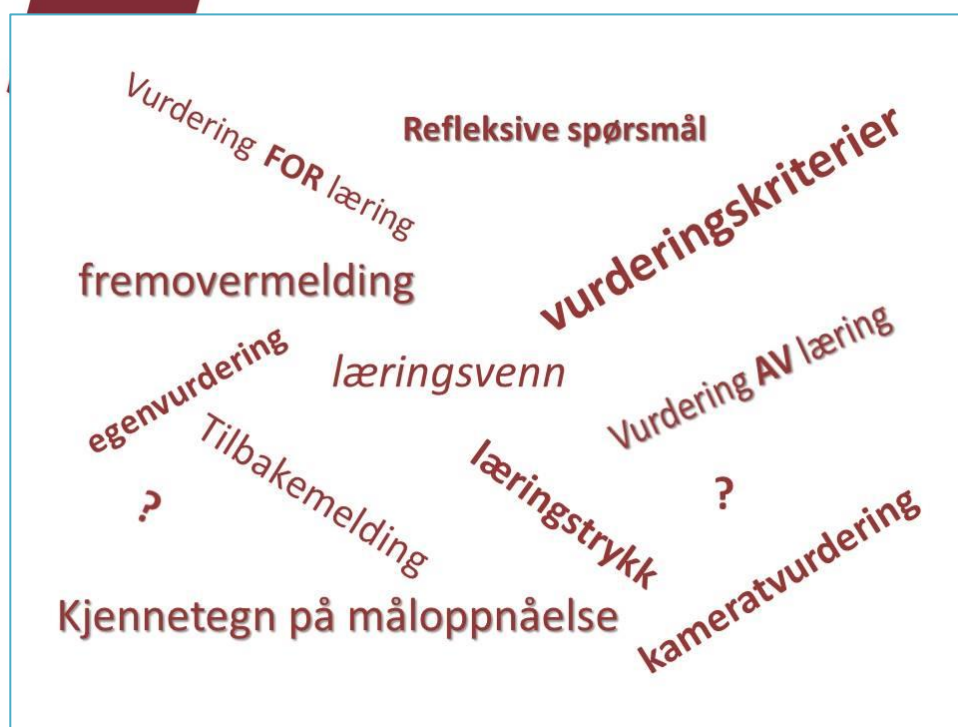 Vurdering FOR læring
Refleksive spørsmål
vurderingskriterier
fremovermelding
læringsvenn
egenvurdering
Vurdering AV læring
Tilbakemelding
læringstrykk
?
?
kameratvurdering
Kjennetegn på måloppnåelse